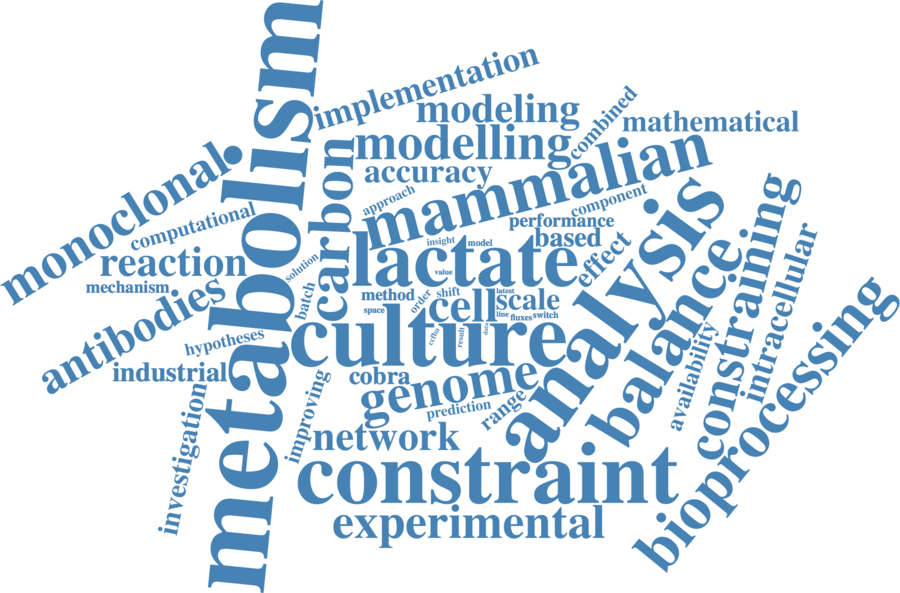 metabolism
implementation
modeling
combined
mathematical
modelling
monoclonal
carbon
accuracy
mammalian
approach
component
computational
performance
analysis
constraining
reaction
solution
insight
model
based
effect
lactate
value
mechanism
antibodies
batch
method
order
shift
latest
scale
balance
intracellular
space
cell
line
fluxes
switch
hypotheses
culture
ccfba
result
data
availability
bioprocessing
industrial
cobra
genome
improving
prediction
range
investigation
network
constraint
experimental